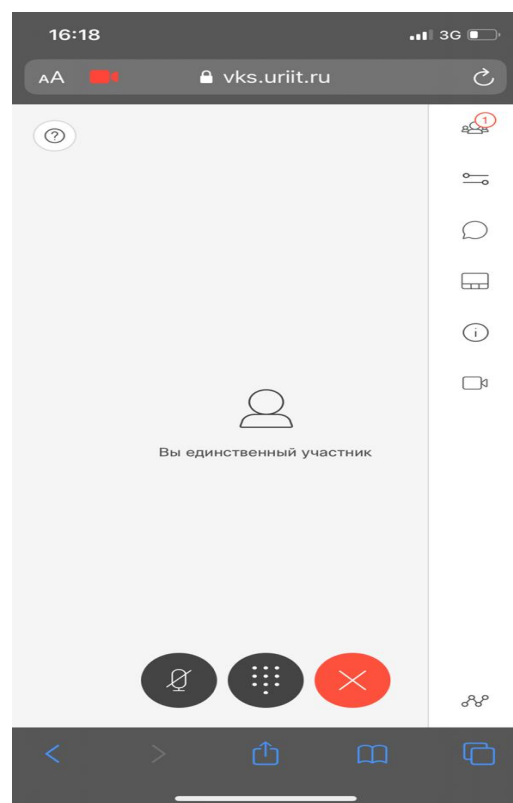 16:18
3G
AA
vks.uriit.ru
?
1
i
Вы единственный участник